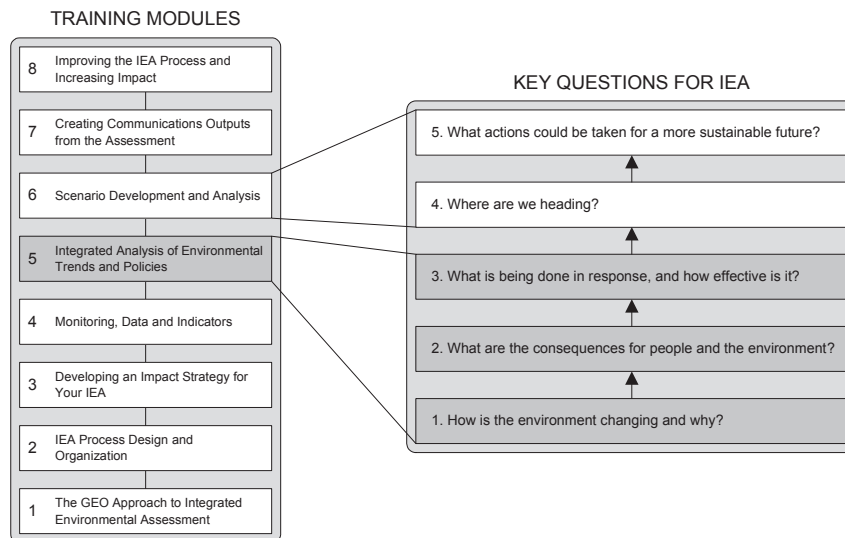 TRAINING MODULES
8 Improving the IEA Process and
Increasing Impact
7 Creating Communications Outputs
from the Assessment
6 Scenario Development and Analysis
5 Integrated Analysis of Environmental
Trends and Policies
4 Monitoring, Data and Indicators
3 Developing an Impact Strategy for
Your IEA
2 IEA Process Design and
Organization
1 The GEO Approach to Integrated
Environmental Assessment
KEY QUESTIONS FOR IEA
5. What actions could be taken for a more sustainable future?
4. Where are we heading?
3. What is being done in response, and how effective is it?
2. What are the consequences for people and the environment?
1. How is the environment changing and why?